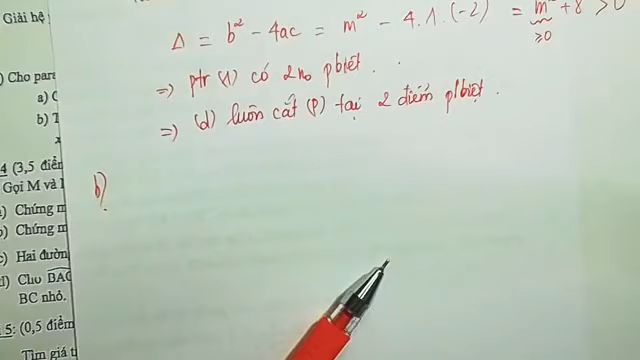 Giải hệ
Δ = b² - 4ac = m² - 4.1.(-2) = m² + 8 > 0
≥0
) Cho para
=> ptr (1) có 2no pbiệt.
a) C
b) T
=> (d) luôn cắt (P) tại 2 điểm p/biệt.
4 (3,5 điểm
Gọi M và
b)
) Chứng m
) Chứng m
) Hai đườn
) Cho BAC
BC nhỏ.
5: (0,5 điểm
Tìm giá t